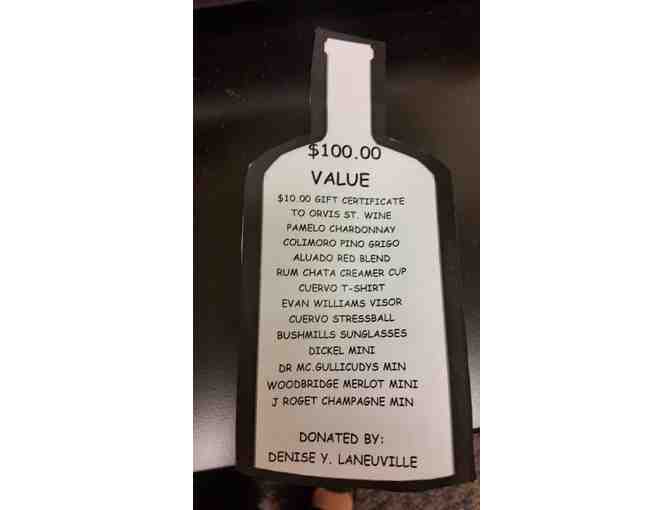 $100.00
VALUE
$10.00 GIFT CERTIFICATE
TO ORVIS ST. WINE
PAMELO CHARDONNAY
COLIMORO PINO GRIGO
ALUADO RED BLEND
RUM CHATA CREAMER CUP
CUERVO T-SHIRT
EVAN WILLIAMS VISOR
CUERVO STRESSBALL
BUSHMILLS SUNGLASSES
DICKEL MINI
DR MC.GULLICUDYS MIN
WOODBRIDGE MERLOT MINI
J ROGET CHAMPAGNE MIN
DONATED BY:
DENISE Y. LANEUVILLE